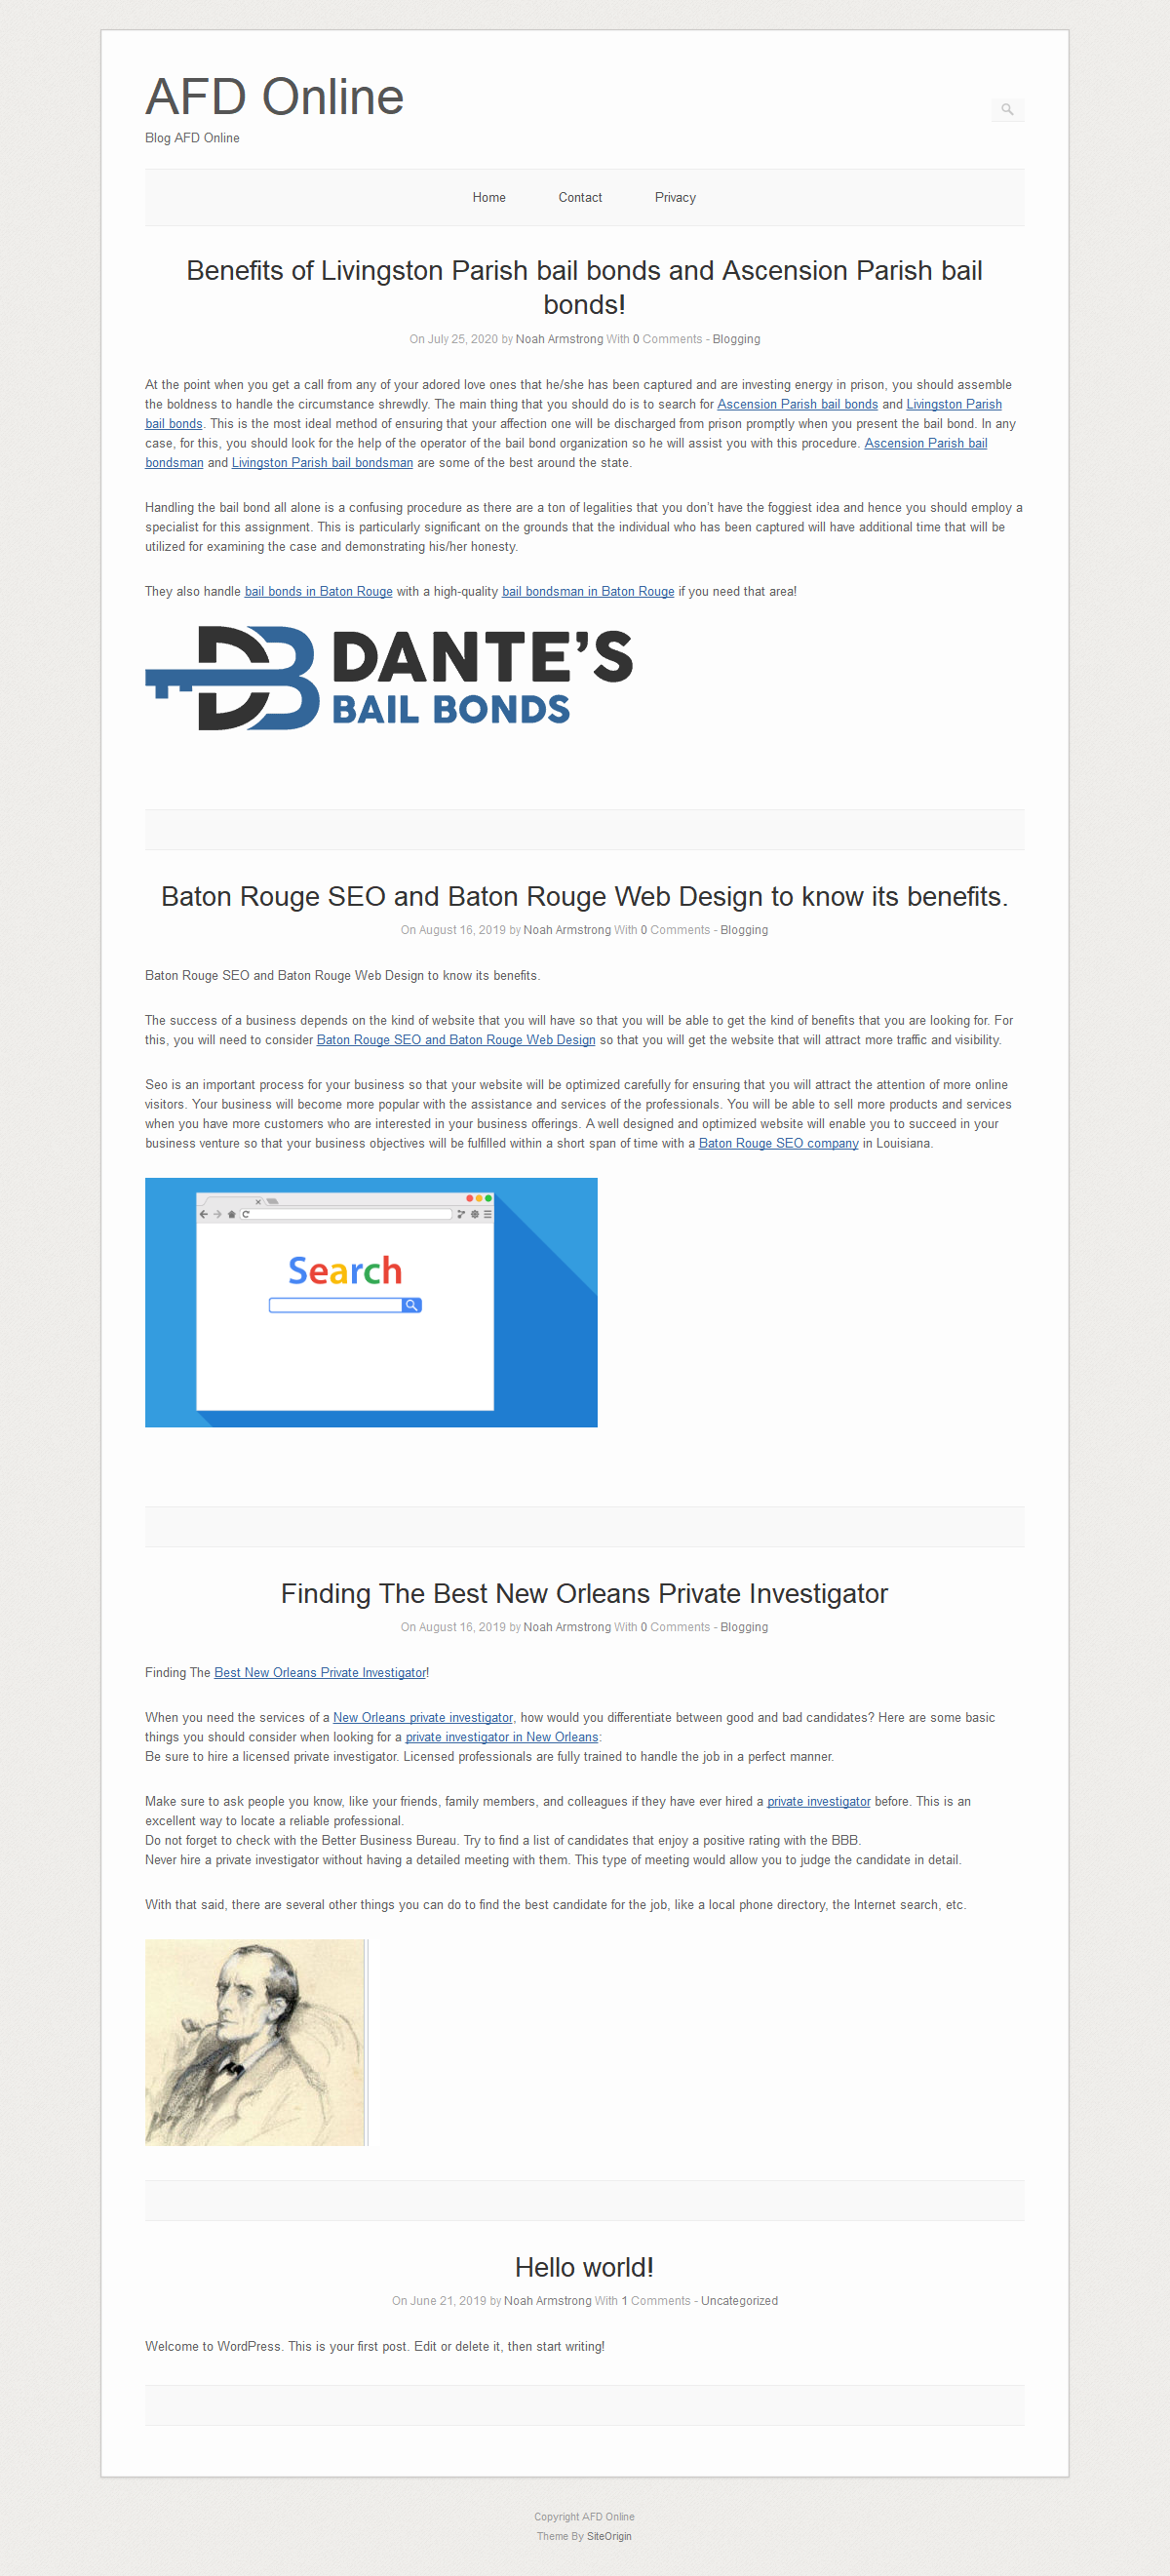 AFD Online
Blog AFD Online
Home Contact Privacy
Benefits of Livingston Parish bail bonds and Ascension Parish bail
bonds!
On July 25, 2020 by Noah Armstrong With 0 Comments - Blogging
At the point when you get a call from any of your adored love ones that he/she has been captured and are investing energy in prison, you should assemble
the boldness to handle the circumstance shrewdly. The main thing that you should do is to search for Ascension Parish bail bonds and Livingston Parish
bail bonds. This is the most ideal method of ensuring that your affection one will be discharged from prison promptly when you present the bail bond. In any
case, for this, you should look for the help of the operator of the bail bond organization so he will assist you with this procedure. Ascension Parish bail
bondsman and Livingston Parish bail bondsman are some of the best around the state.
Handling the bail bond all alone is a confusing procedure as there are a ton of legalities that you don’t have the foggiest idea and hence you should employ a
specialist for this assignment. This is particularly significant on the grounds that the individual who has been captured will have additional time that will be
utilized for examining the case and demonstrating his/her honesty.
They also handle bail bonds in Baton Rouge with a high-quality bail bondsman in Baton Rouge if you need that area!
DB DANTE’S
BAIL BONDS
Baton Rouge SEO and Baton Rouge Web Design to know its benefits.
On August 16, 2019 by Noah Armstrong With 0 Comments - Blogging
Baton Rouge SEO and Baton Rouge Web Design to know its benefits.
The success of a business depends on the kind of website that you will have so that you will be able to get the kind of benefits that you are looking for. For
this, you will need to consider Baton Rouge SEO and Baton Rouge Web Design so that you will get the website that will attract more traffic and visibility.
Seo is an important process for your business so that your website will be optimized carefully for ensuring that you will attract the attention of more online
visitors. Your business will become more popular with the assistance and services of the professionals. You will be able to sell more products and services
when you have more customers who are interested in your business offerings. A well designed and optimized website will enable you to succeed in your
business venture so that your business objectives will be fulfilled within a short span of time with a Baton Rouge SEO company in Louisiana.
Search
Finding The Best New Orleans Private Investigator
On August 16, 2019 by Noah Armstrong With 0 Comments - Blogging
Finding The Best New Orleans Private Investigator!
When you need the services of a New Orleans private investigator, how would you differentiate between good and bad candidates? Here are some basic
things you should consider when looking for a private investigator in New Orleans:
Be sure to hire a licensed private investigator. Licensed professionals are fully trained to handle the job in a perfect manner.
Make sure to ask people you know, like your friends, family members, and colleagues if they have ever hired a private investigator before. This is an
excellent way to locate a reliable professional.
Do not forget to check with the Better Business Bureau. Try to find a list of candidates that enjoy a positive rating with the BBB.
Never hire a private investigator without having a detailed meeting with them. This type of meeting would allow you to judge the candidate in detail.
With that said, there are several other things you can do to find the best candidate for the job, like a local phone directory, the Internet search, etc.
Hello world!
On June 21, 2019 by Noah Armstrong With 1 Comments - Uncategorized
Welcome to WordPress. This is your first post. Edit or delete it, then start writing!
Copyright AFD Online
Theme By SiteOrigin